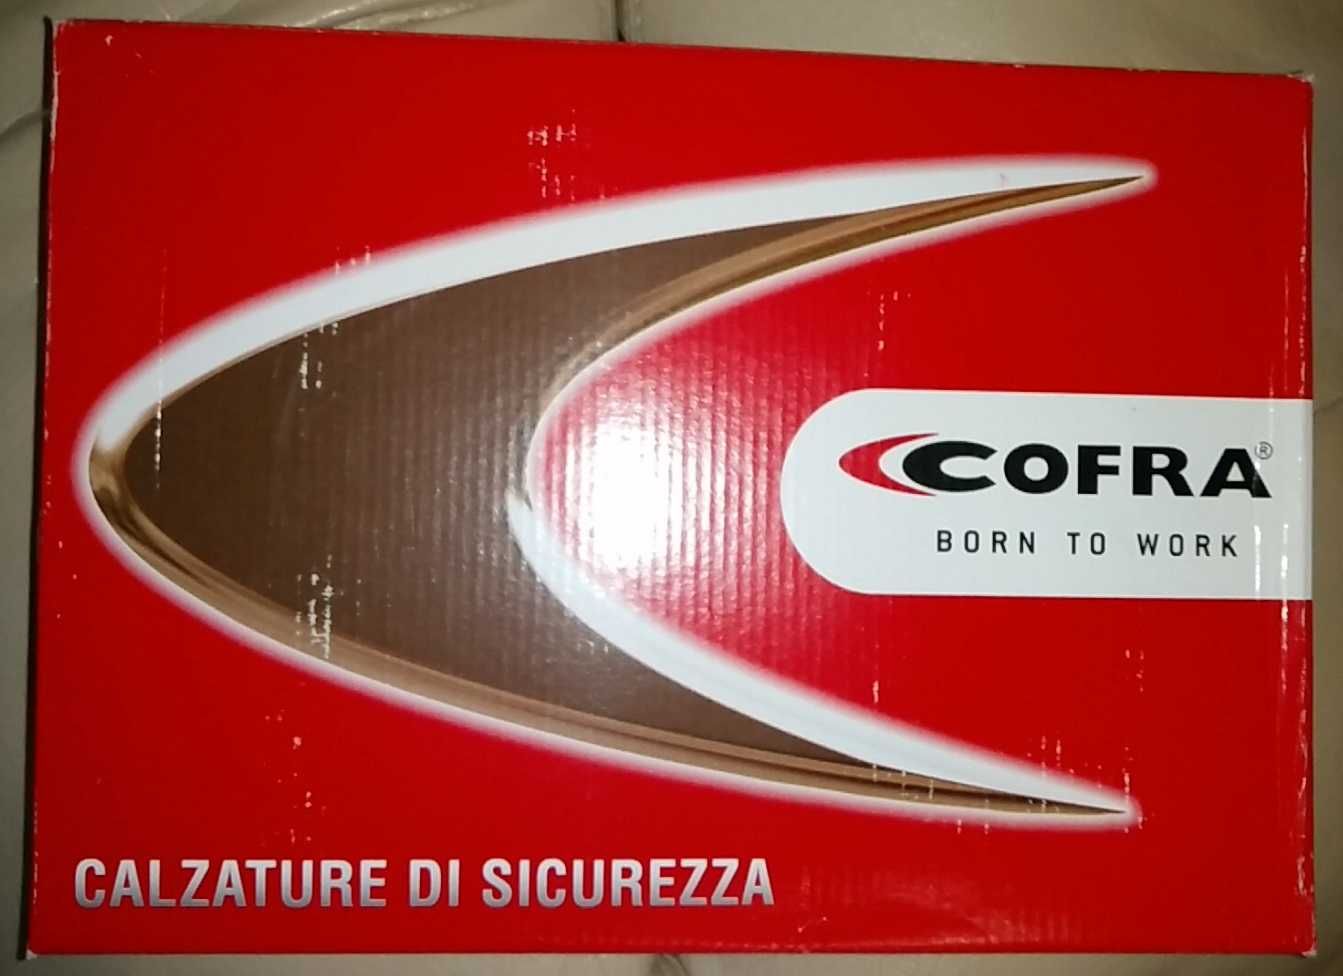 COFRA®
BORN TO WORK
CALZATURE DI SICUREZZA